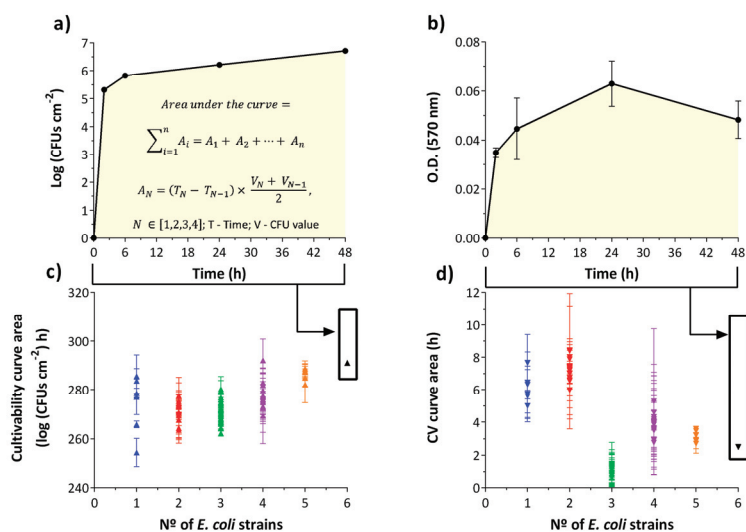 a)
Log (CFUs cm⁻²)
7
6
5
4
3
2
1
0
Area under the curve =
∑ⁿᵢ₌₁ Aᵢ = A₁ + A₂ + ⋯ + Aₙ
A_N = (T_N − T_{N−1}) × (V_N + V_{N−1})/2,
N ∈ [1,2,3,4]; T - Time; V - CFU value
0 6 12 18 24 30 36 42 48
Time (h)
b)
O.D. (570 nm)
0.08
0.06
0.04
0.02
0.00
0 6 12 18 24 30 36 42 48
Time (h)
c)
Cultivability curve area
(log (CFUs cm⁻²) h)
320
300
280
260
240
0 1 2 3 4 5 6
Nº of E. coli strains
d)
CV curve area (h)
12
10
8
6
4
2
0
0 1 2 3 4 5 6
Nº of E. coli strains